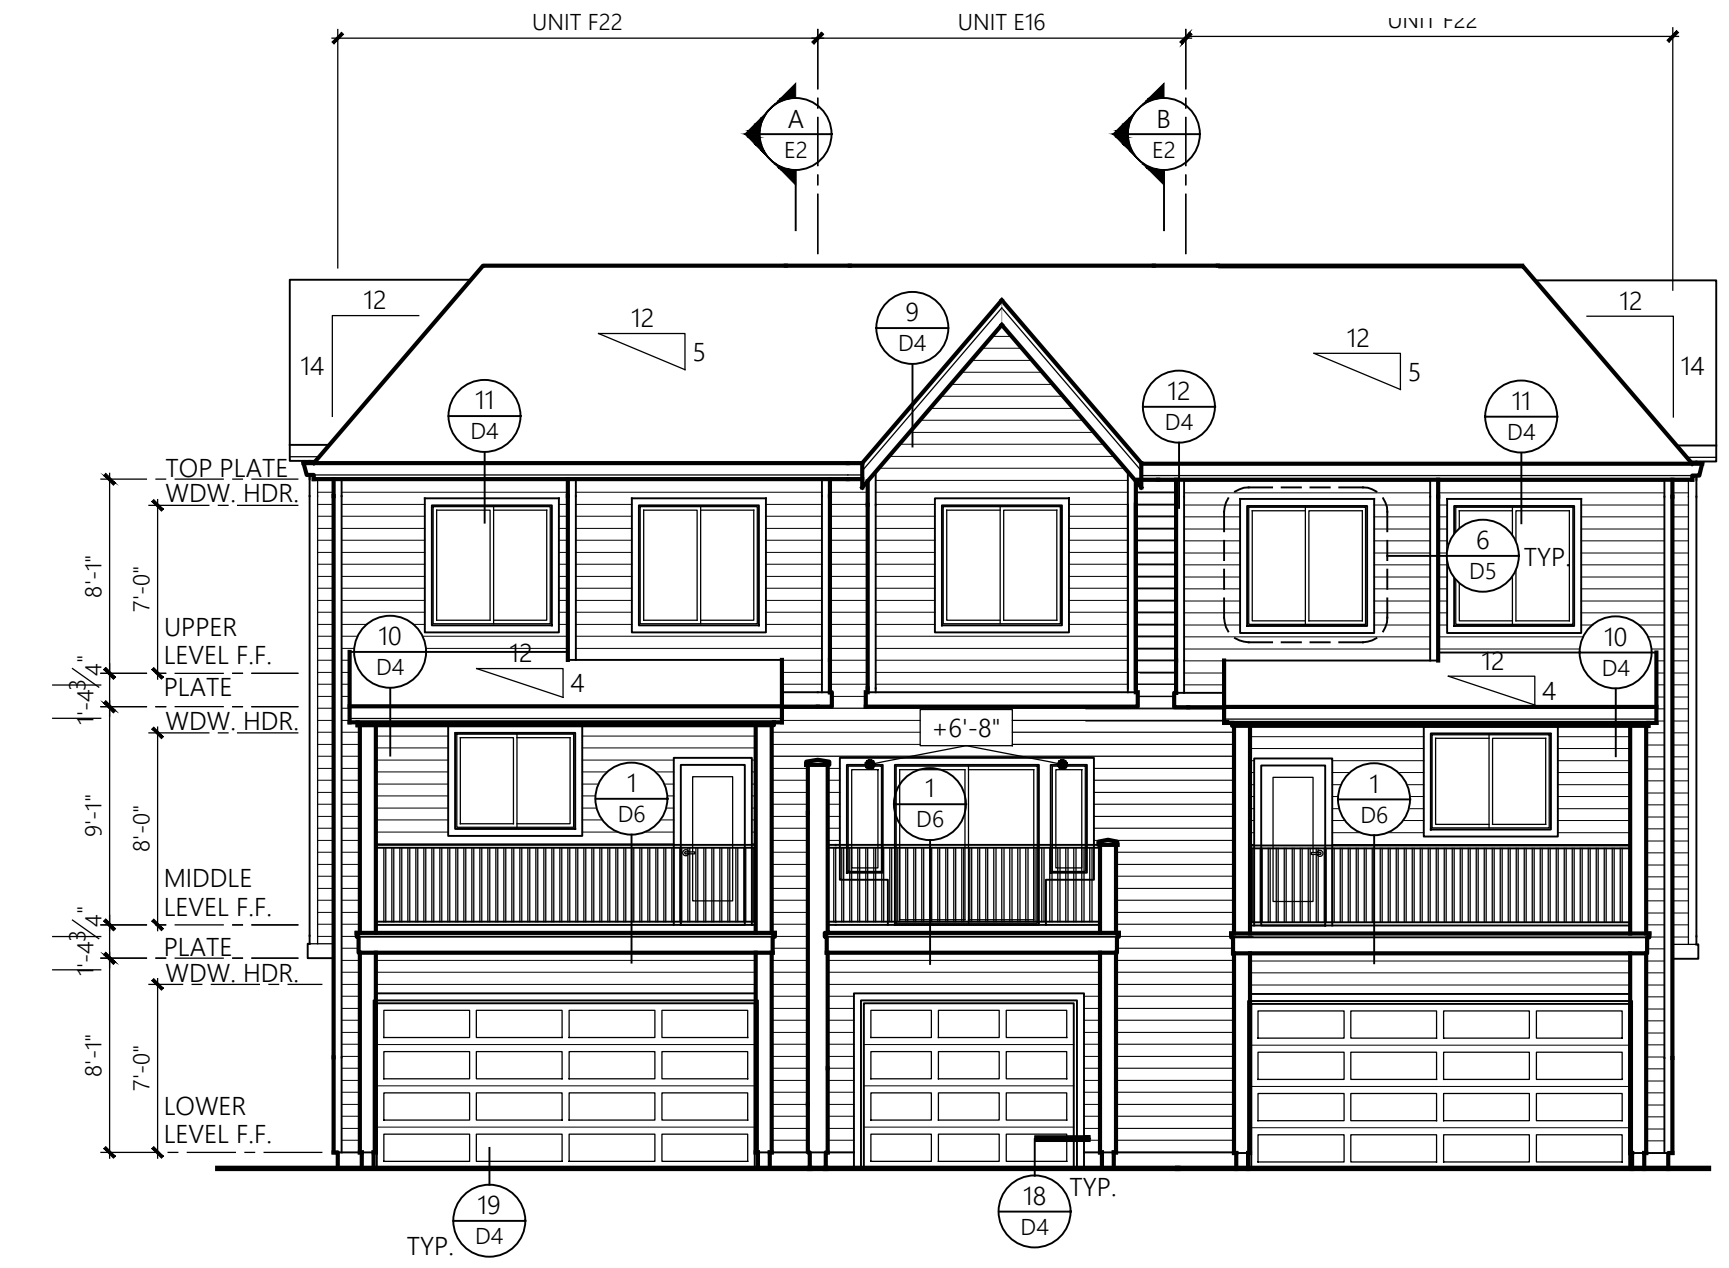 UNIT F22
UNIT E16
UNIT F22
A
E2
B
E2
12
14
12
5
9
D4
12
5
12
14
11
D4
12
D4
11
D4
TOP PLATE
WDW. HDR.
8'-1"
7'-0"
6
D5
TYP.
UPPER
LEVEL F.F.
10
D4
12
4
12
4
10
D4
1'-4 3/4"
PLATE
WDW. HDR.
+6'-8"
9'-1"
8'-0"
1
D6
1
D6
1
D6
MIDDLE
LEVEL F.F.
1'-4 3/4"
PLATE
WDW. HDR.
8'-1"
7'-0"
LOWER
LEVEL F.F.
19
D4
TYP.
18
D4
TYP.